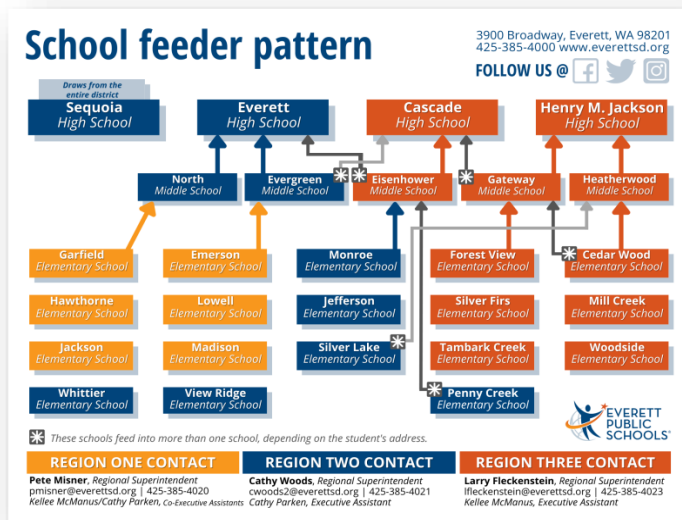 School feeder pattern
3900 Broadway, Everett, WA 98201
425-385-4000 www.everettsd.org
FOLLOW US @
Draws from the
entire district
Sequoia
High School
Everett
High School
Cascade
High School
Henry M. Jackson
High School
North
Middle School
Evergreen
Middle School
Eisenhower
Middle School
Gateway
Middle School
Heatherwood
Middle School
Garfield
Elementary School
Emerson
Elementary School
Monroe
Elementary School
Forest View
Elementary School
Cedar Wood
Elementary School
Hawthorne
Elementary School
Lowell
Elementary School
Jefferson
Elementary School
Silver Firs
Elementary School
Mill Creek
Elementary School
Jackson
Elementary School
Madison
Elementary School
Silver Lake
Elementary School
Tambark Creek
Elementary School
Woodside
Elementary School
Whittier
Elementary School
View Ridge
Elementary School
Penny Creek
Elementary School
EVERETT
PUBLIC
SCHOOLS
These schools feed into more than one school, depending on the student's address.
REGION ONE CONTACT
Pete Misner, Regional Superintendent
pmisner@everettsd.org | 425-385-4020
Kellee McManus/Cathy Parken, Co-Executive Assistants
REGION TWO CONTACT
Cathy Woods, Regional Superintendent
cwoods2@everettsd.org | 425-385-4021
Cathy Parken, Executive Assistant
REGION THREE CONTACT
Larry Fleckenstein, Regional Superintendent
lfleckenstein@everettsd.org | 425-385-4023
Kellee McManus, Executive Assistant